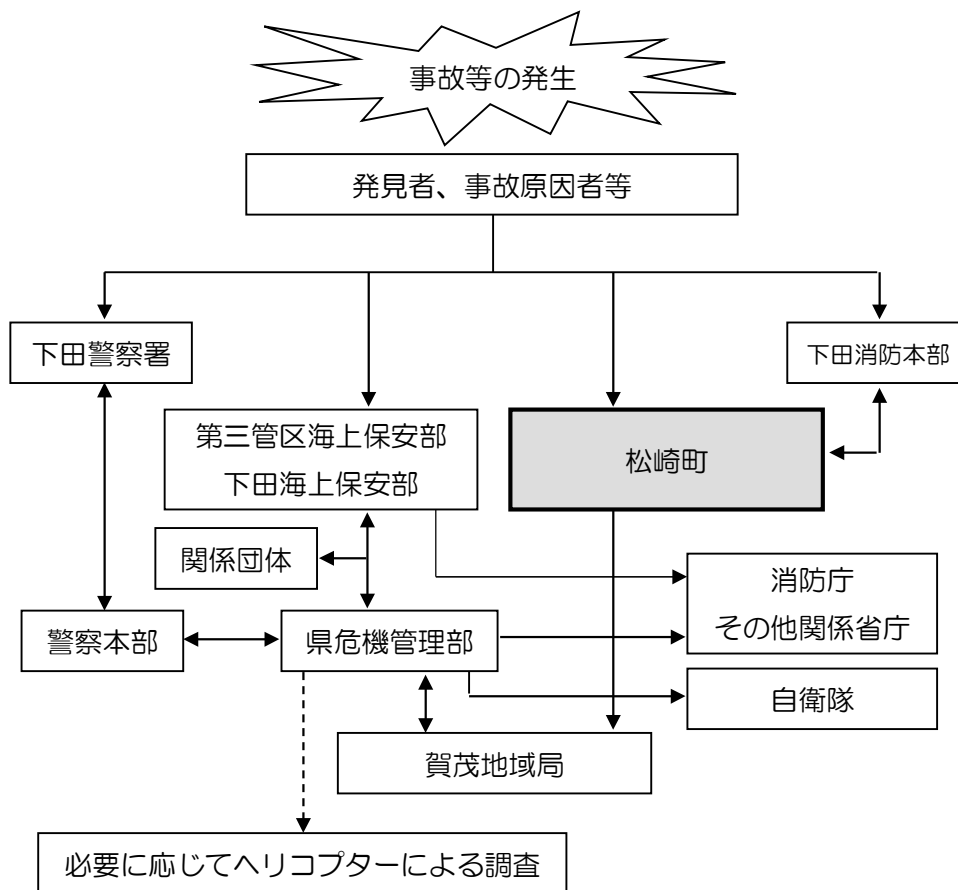 事故等の発生
発見者、事故原因者等
下田警察署
下田消防本部
第三管区海上保安部
下田海上保安部
松崎町
関係団体
消防庁
その他関係省庁
警察本部
県危機管理部
自衛隊
賀茂地域局
必要に応じてヘリコプターによる調査